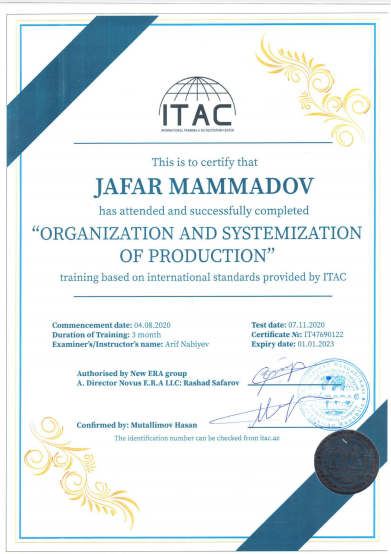 ITAC
INTERNATIONAL TRAINING & ACCREDITATION CENTER
This is to certify that
JAFAR MAMMADOV
has attended and successfully completed
“ORGANIZATION AND SYSTEMIZATION
OF PRODUCTION”
training based on international standards provided by ITAC
Commencement date: 04.08.2020
Duration of Training: 3 month
Examiner's/Instructor's name: Arif Nabiyev
Test date: 07.11.2020
Certificate №: IT47690122
Expiry date: 01.01.2023
Authorised by New ERA group
A. Director Novus E.R.A LLC: Rashad Safarov
Confirmed by: Mutallimov Hasan
The identification number can be checked from itac.az